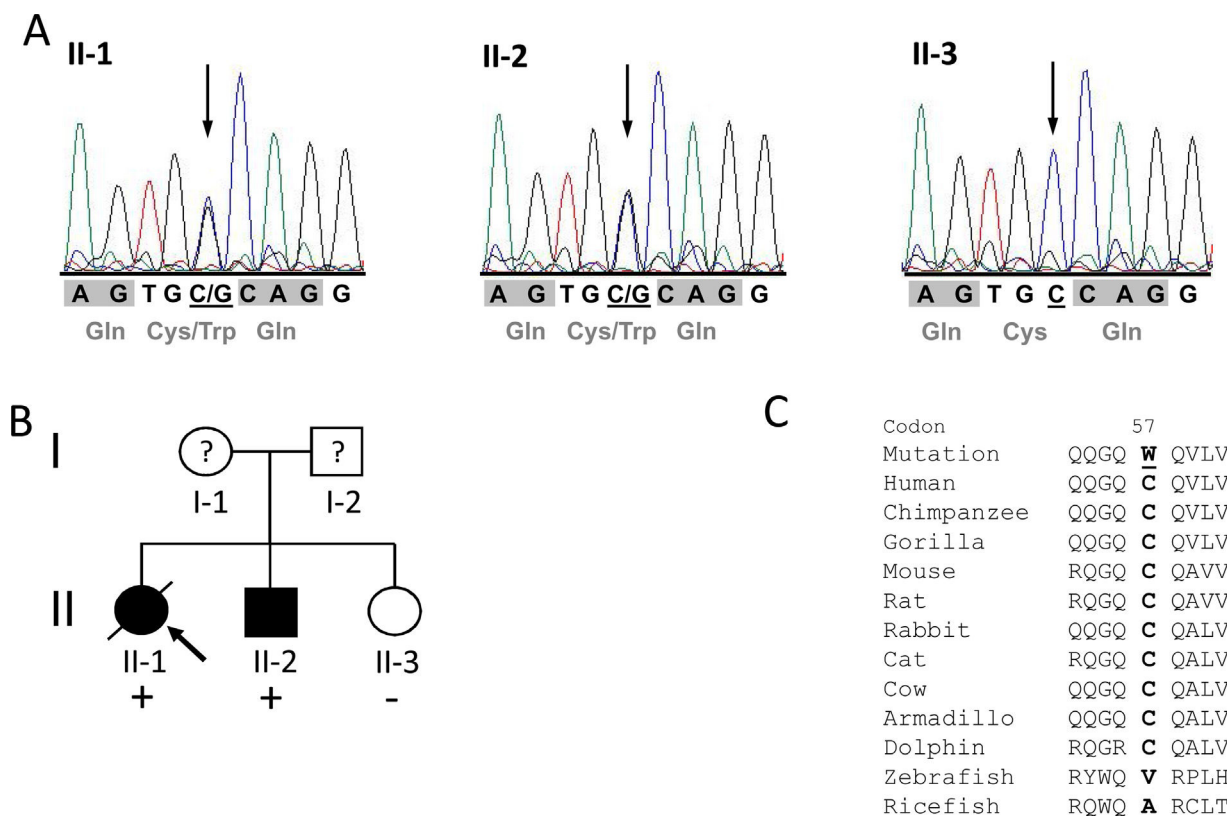 A
II-1
II-2
II-3
A G T G C/G C A G G
A G T G C/G C A G G
A G T G C C A G G
Gln Cys/Trp Gln
Gln Cys/Trp Gln
Gln Cys Gln
B
I
? ?
I-1 I-2
II
II-1 II-2 II-3
+ + -
C
Codon 57
Mutation QQGQ W QVLV
Human QQGQ C QVLV
Chimpanzee QQGQ C QVLV
Gorilla QQGQ C QVLV
Mouse RQGQ C QAVV
Rat RQGQ C QAVV
Rabbit QQGQ C QALV
Cat RQGQ C QALV
Cow QQGQ C QALV
Armadillo QQGQ C QALV
Dolphin RQGR C QALV
Zebrafish RYWQ V RPLH
Ricefish RQWQ A RCLT